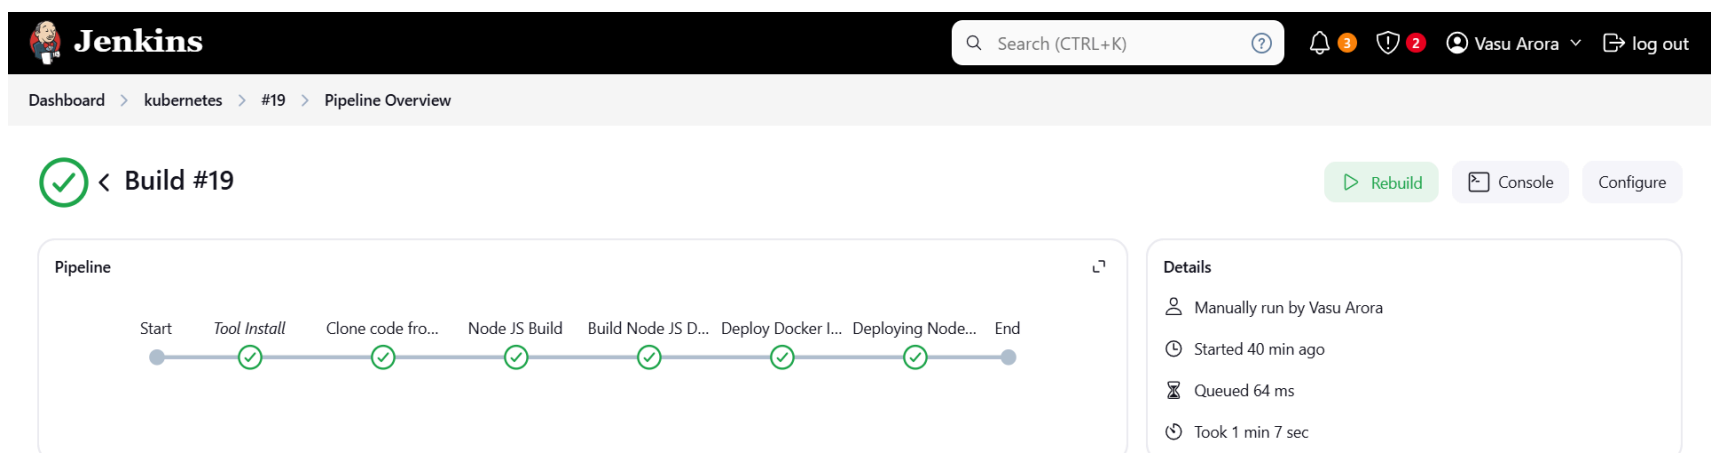 Jenkins
Search (CTRL+K)
?
3
2
Vasu Arora
log out
Dashboard > kubernetes > #19 > Pipeline Overview
Build #19
Rebuild
Console
Configure
Pipeline
Start Tool Install Clone code fro... Node JS Build Build Node JS D... Deploy Docker I... Deploying Node... End
Details
Manually run by Vasu Arora
Started 40 min ago
Queued 64 ms
Took 1 min 7 sec